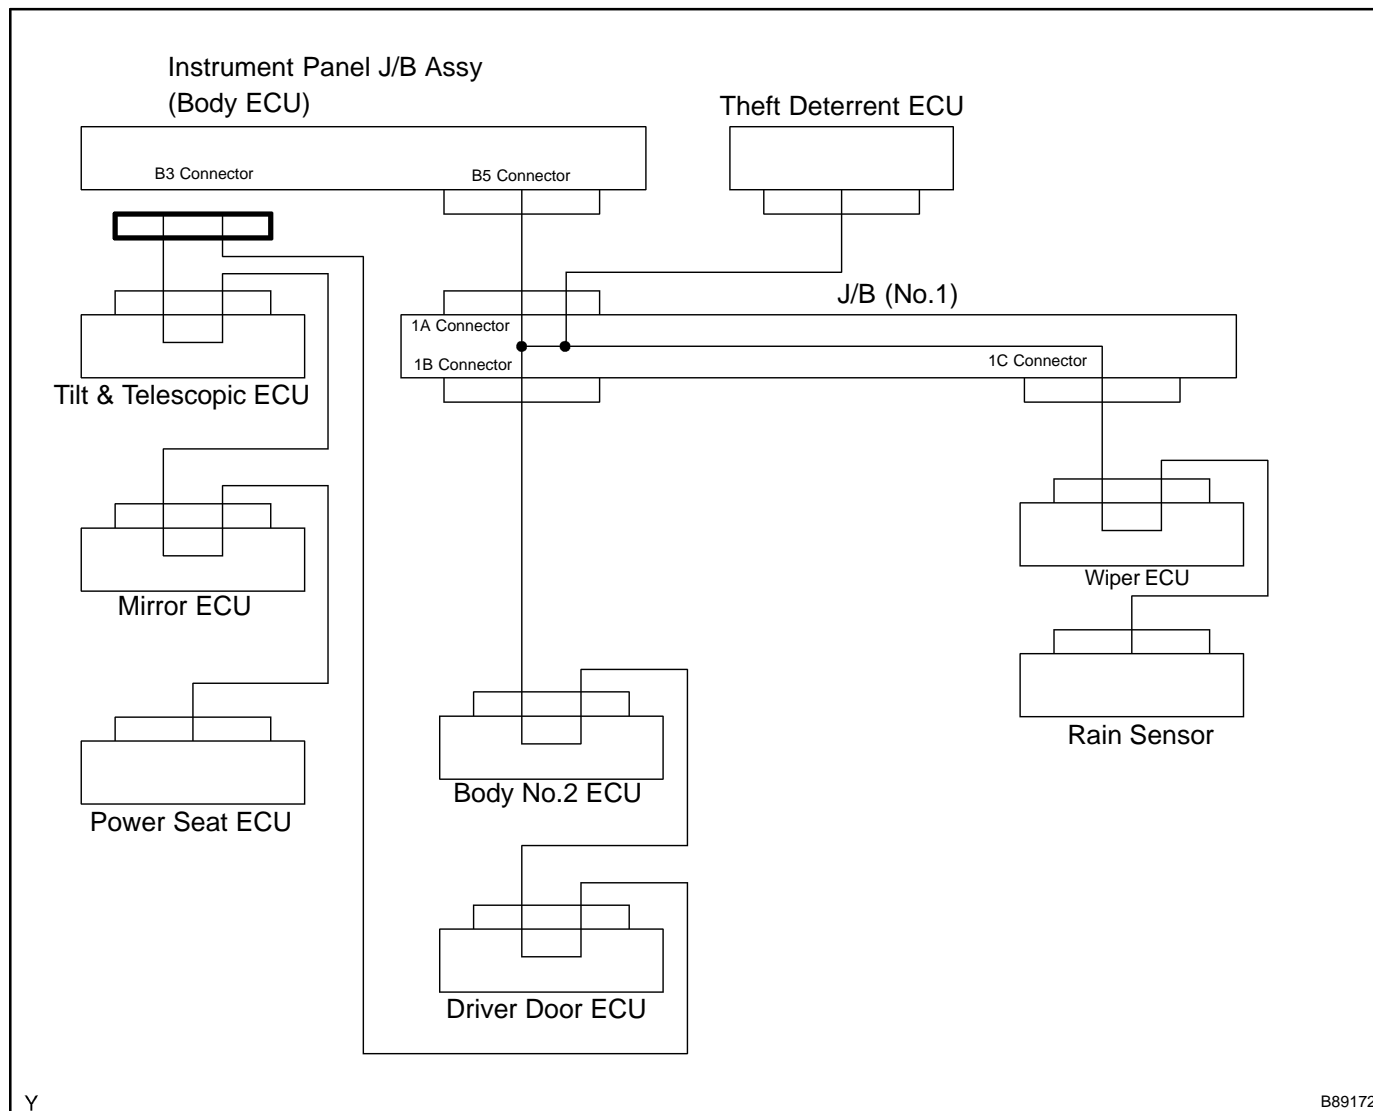 Instrument Panel J/B Assy
(Body ECU)
Theft Deterrent ECU
B3 Connector
B5 Connector
J/B (No.1)
1A Connector
1B Connector
1C Connector
Tilt & Telescopic ECU
Mirror ECU
Wiper ECU
Rain Sensor
Body No.2 ECU
Power Seat ECU
Driver Door ECU
Y
B89172